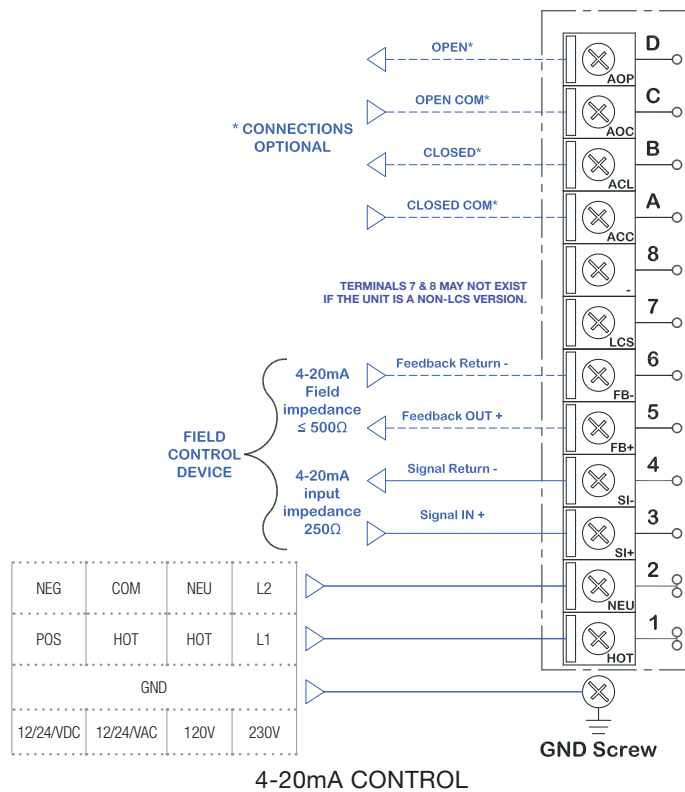 OPEN*
D
AOP
OPEN COM*
C
AOC
* CONNECTIONS
OPTIONAL
CLOSED*
B
ACL
CLOSED COM*
A
ACC
8
-
TERMINALS 7 & 8 MAY NOT EXIST
IF THE UNIT IS A NON-LCS VERSION.
7
LCS
Feedback Return -
6
FB-
4-20mA
Field
impedance
≤ 500Ω
Feedback OUT +
5
FB+
FIELD
CONTROL
DEVICE
4-20mA
input
impedance
250Ω
Signal Return -
4
SI-
Signal IN +
3
SI+
NEG COM NEU L2
2
NEU
POS HOT HOT L1
1
HOT
GND
12/24/VDC 12/24/VAC 120V 230V
GND Screw
4-20mA CONTROL